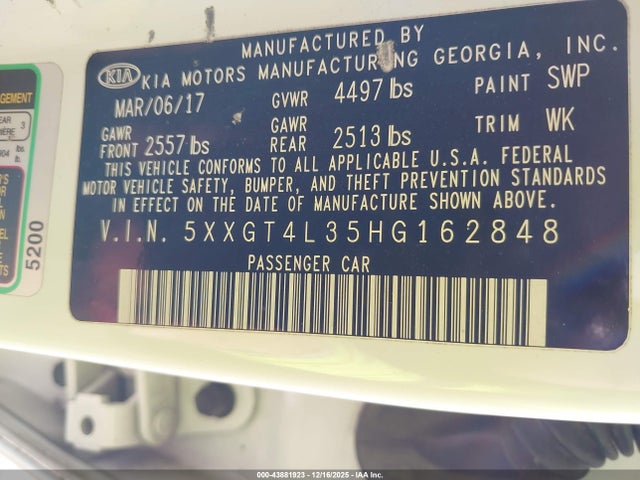 MANUFACTURED BY
KIA KIA MOTORS MANUFACTURING GEORGIA, INC.
MAR/06/17 GVWR 4497 lbs PAINT SWP
GAWR FRONT 2557 lbs GAWR REAR 2513 lbs TRIM WK
THIS VEHICLE CONFORMS TO ALL APPLICABLE U.S.A. FEDERAL
MOTOR VEHICLE SAFETY, BUMPER, AND THEFT PREVENTION STANDARDS
IN EFFECT ON THE DATE OF MANUFACTURE SHOWN ABOVE.
V.I.N. 5XXGT4L35HG162848
PASSENGER CAR
3
lb.
5200
000-43881923 - 12/16/2025 - IAA Inc.